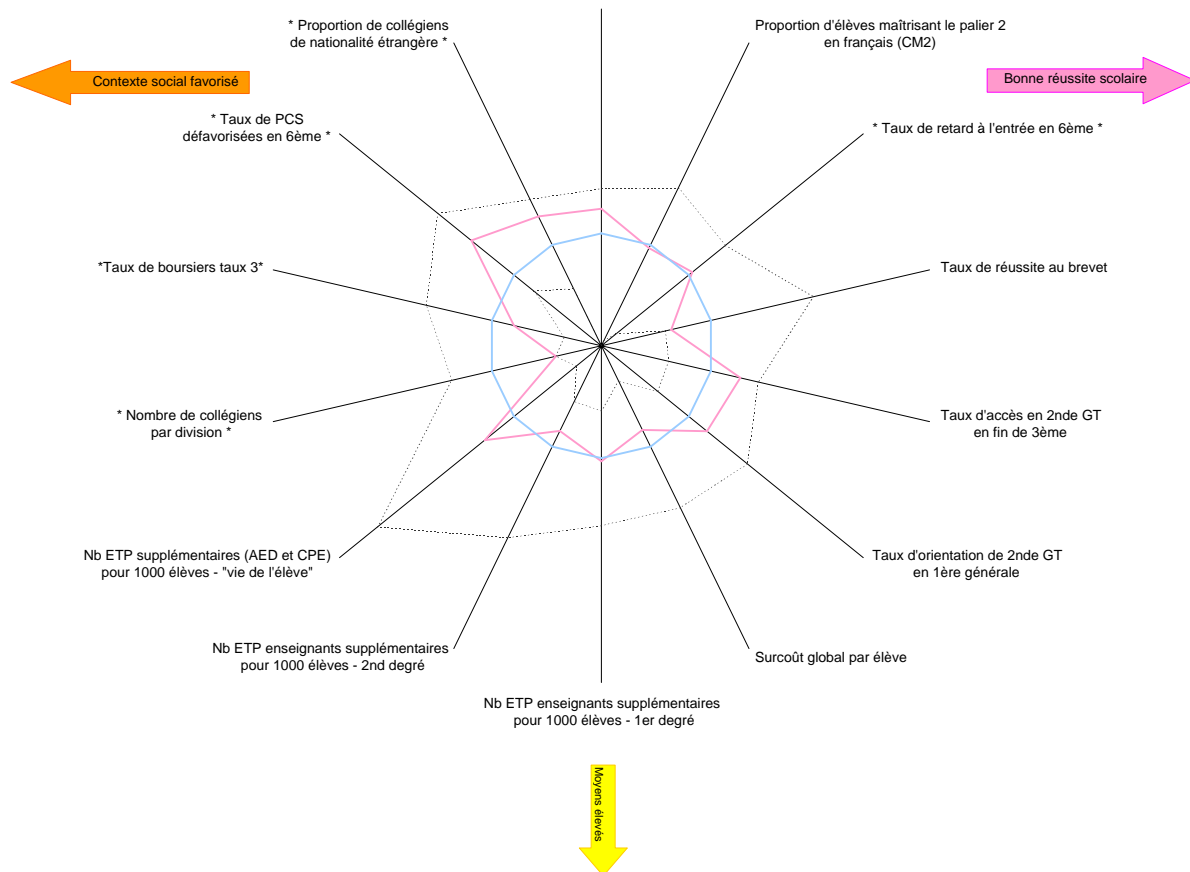 * Proportion de collégiens
de nationalité étrangère *
Proportion d'élèves maîtrisant le palier 2
en français (CM2)
Contexte social favorisé
Bonne réussite scolaire
* Taux de PCS
défavorisées en 6ème *
* Taux de retard à l'entrée en 6ème *
*Taux de boursiers taux 3*
Taux de réussite au brevet
* Nombre de collégiens
par division *
Taux d'accès en 2nde GT
en fin de 3ème
Nb ETP supplémentaires (AED et CPE)
pour 1000 élèves - "vie de l'élève"
Taux d'orientation de 2nde GT
en 1ère générale
Nb ETP enseignants supplémentaires
pour 1000 élèves - 2nd degré
Surcoût global par élève
Nb ETP enseignants supplémentaires
pour 1000 élèves - 1er degré
Moyens élevés